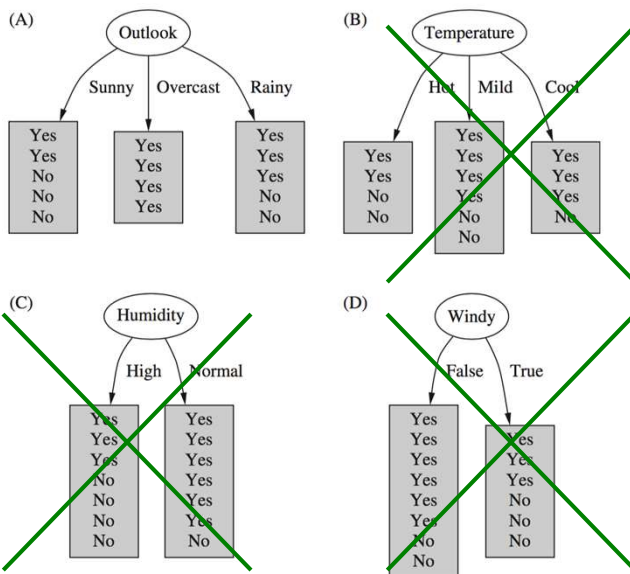 (A)
Outlook
Sunny Overcast Rainy
Yes
Yes
No
No
No
Yes
Yes
Yes
Yes
Yes
Yes
Yes
No
No
(B)
Temperature
Hot Mild Cool
Yes
Yes
No
No
Yes
Yes
Yes
Yes
No
No
Yes
Yes
Yes
No
(C)
Humidity
High Normal
Yes
Yes
Yes
No
No
No
No
Yes
Yes
Yes
Yes
Yes
Yes
No
(D)
Windy
False True
Yes
Yes
Yes
Yes
Yes
Yes
No
No
Yes
Yes
Yes
No
No
No